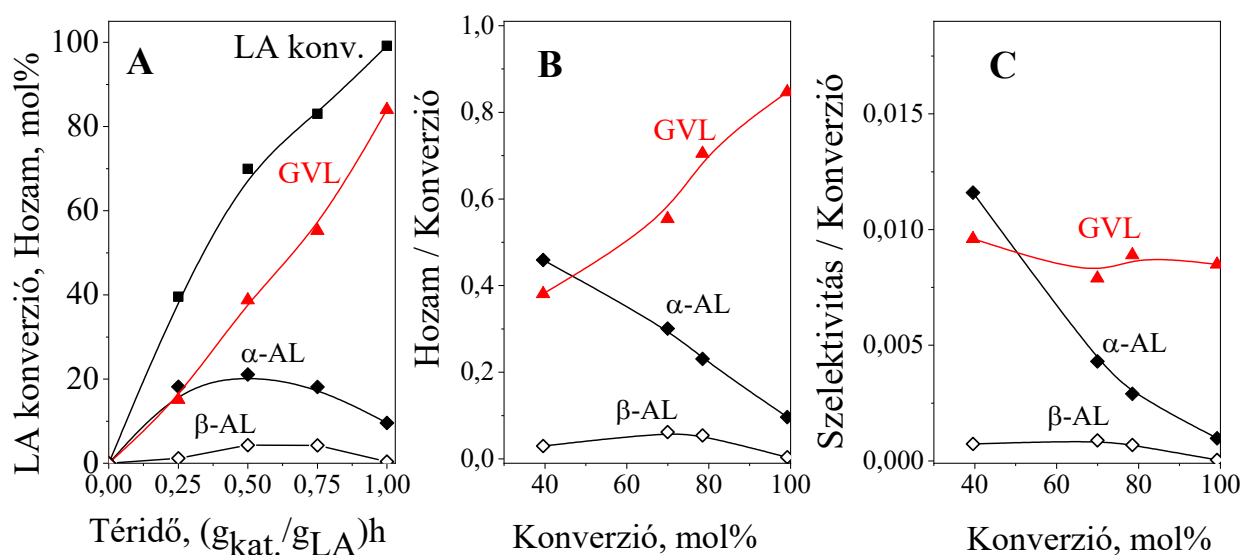 A
LA konv.
GVL
α-AL
β-AL
100
80
60
40
20
0
0,00 0,25 0,50 0,75 1,00
LA konverzió, Hozam, mol%
Téridő, (gkat./gLA)h
B
GVL
α-AL
β-AL
1,0
0,8
0,6
0,4
0,2
0,0
40 60 80 100
Hozam / Konverzió
Konverzió, mol%
C
GVL
α-AL
β-AL
0,015
0,010
0,005
0,000
40 60 80 100
Szelektivitás / Konverzió
Konverzió, mol%